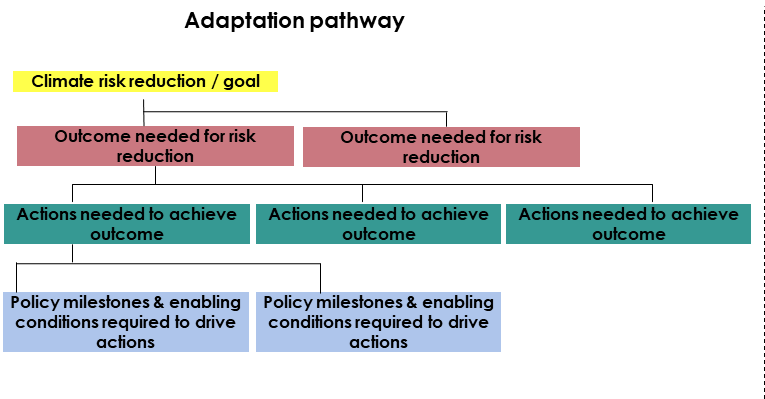 Adaptation pathway
Climate risk reduction / goal
Outcome needed for risk
reduction
Outcome needed for risk
reduction
Actions needed to achieve
outcome
Actions needed to achieve
outcome
Actions needed to achieve
outcome
Policy milestones & enabling
conditions required to drive
actions
Policy milestones & enabling
conditions required to drive
actions